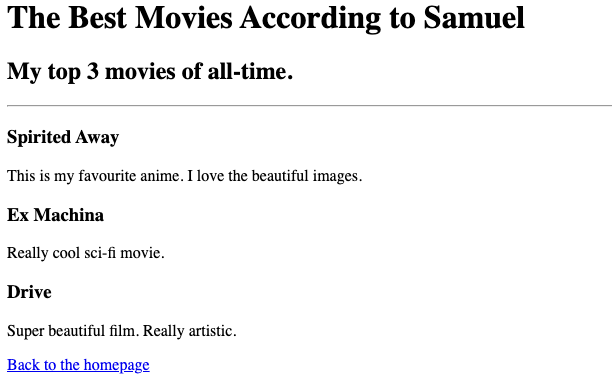 The Best Movies According to Samuel
My top 3 movies of all-time.
Spirited Away
This is my favourite anime. I love the beautiful images.
Ex Machina
Really cool sci-fi movie.
Drive
Super beautiful film. Really artistic.
Back to the homepage